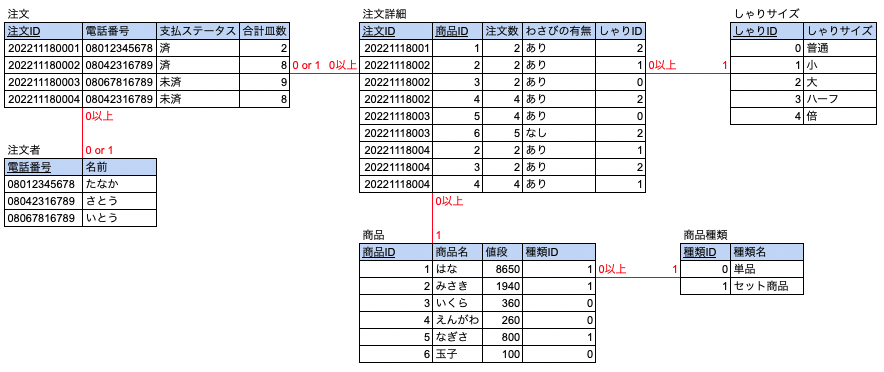 注文
注文ID 電話番号 支払ステータス 合計皿数
202211180001 08012345678 済 2
202211180002 08042316789 済 8
202211180003 08067816789 未済 9
202211180004 08042316789 未済 8
0 or 1 0以上
0以上
0 or 1
注文者
電話番号 名前
08012345678 たなか
08042316789 さとう
08067816789 いとう
注文詳細
注文ID 商品ID 注文数 わさびの有無 しゃりID
20221118001 1 2 あり 2
20221118002 2 2 あり 1
20221118002 3 2 あり 0
20221118002 4 4 あり 2
20221118003 5 4 あり 0
20221118003 6 5 なし 2
20221118004 2 2 あり 1
20221118004 3 2 あり 2
20221118004 4 4 あり 1
0以上 1
しゃりサイズ
しゃりID しゃりサイズ
0 普通
1 小
2 大
3 ハーフ
4 倍
0以上
1
商品
商品ID 商品名 値段 種類ID
1 はな 8650 1
2 みさき 1940 1
3 いくら 360 0
4 えんがわ 260 0
5 なぎさ 800 1
6 玉子 100 0
0以上 1
商品種類
種類ID 種類名
0 単品
1 セット商品